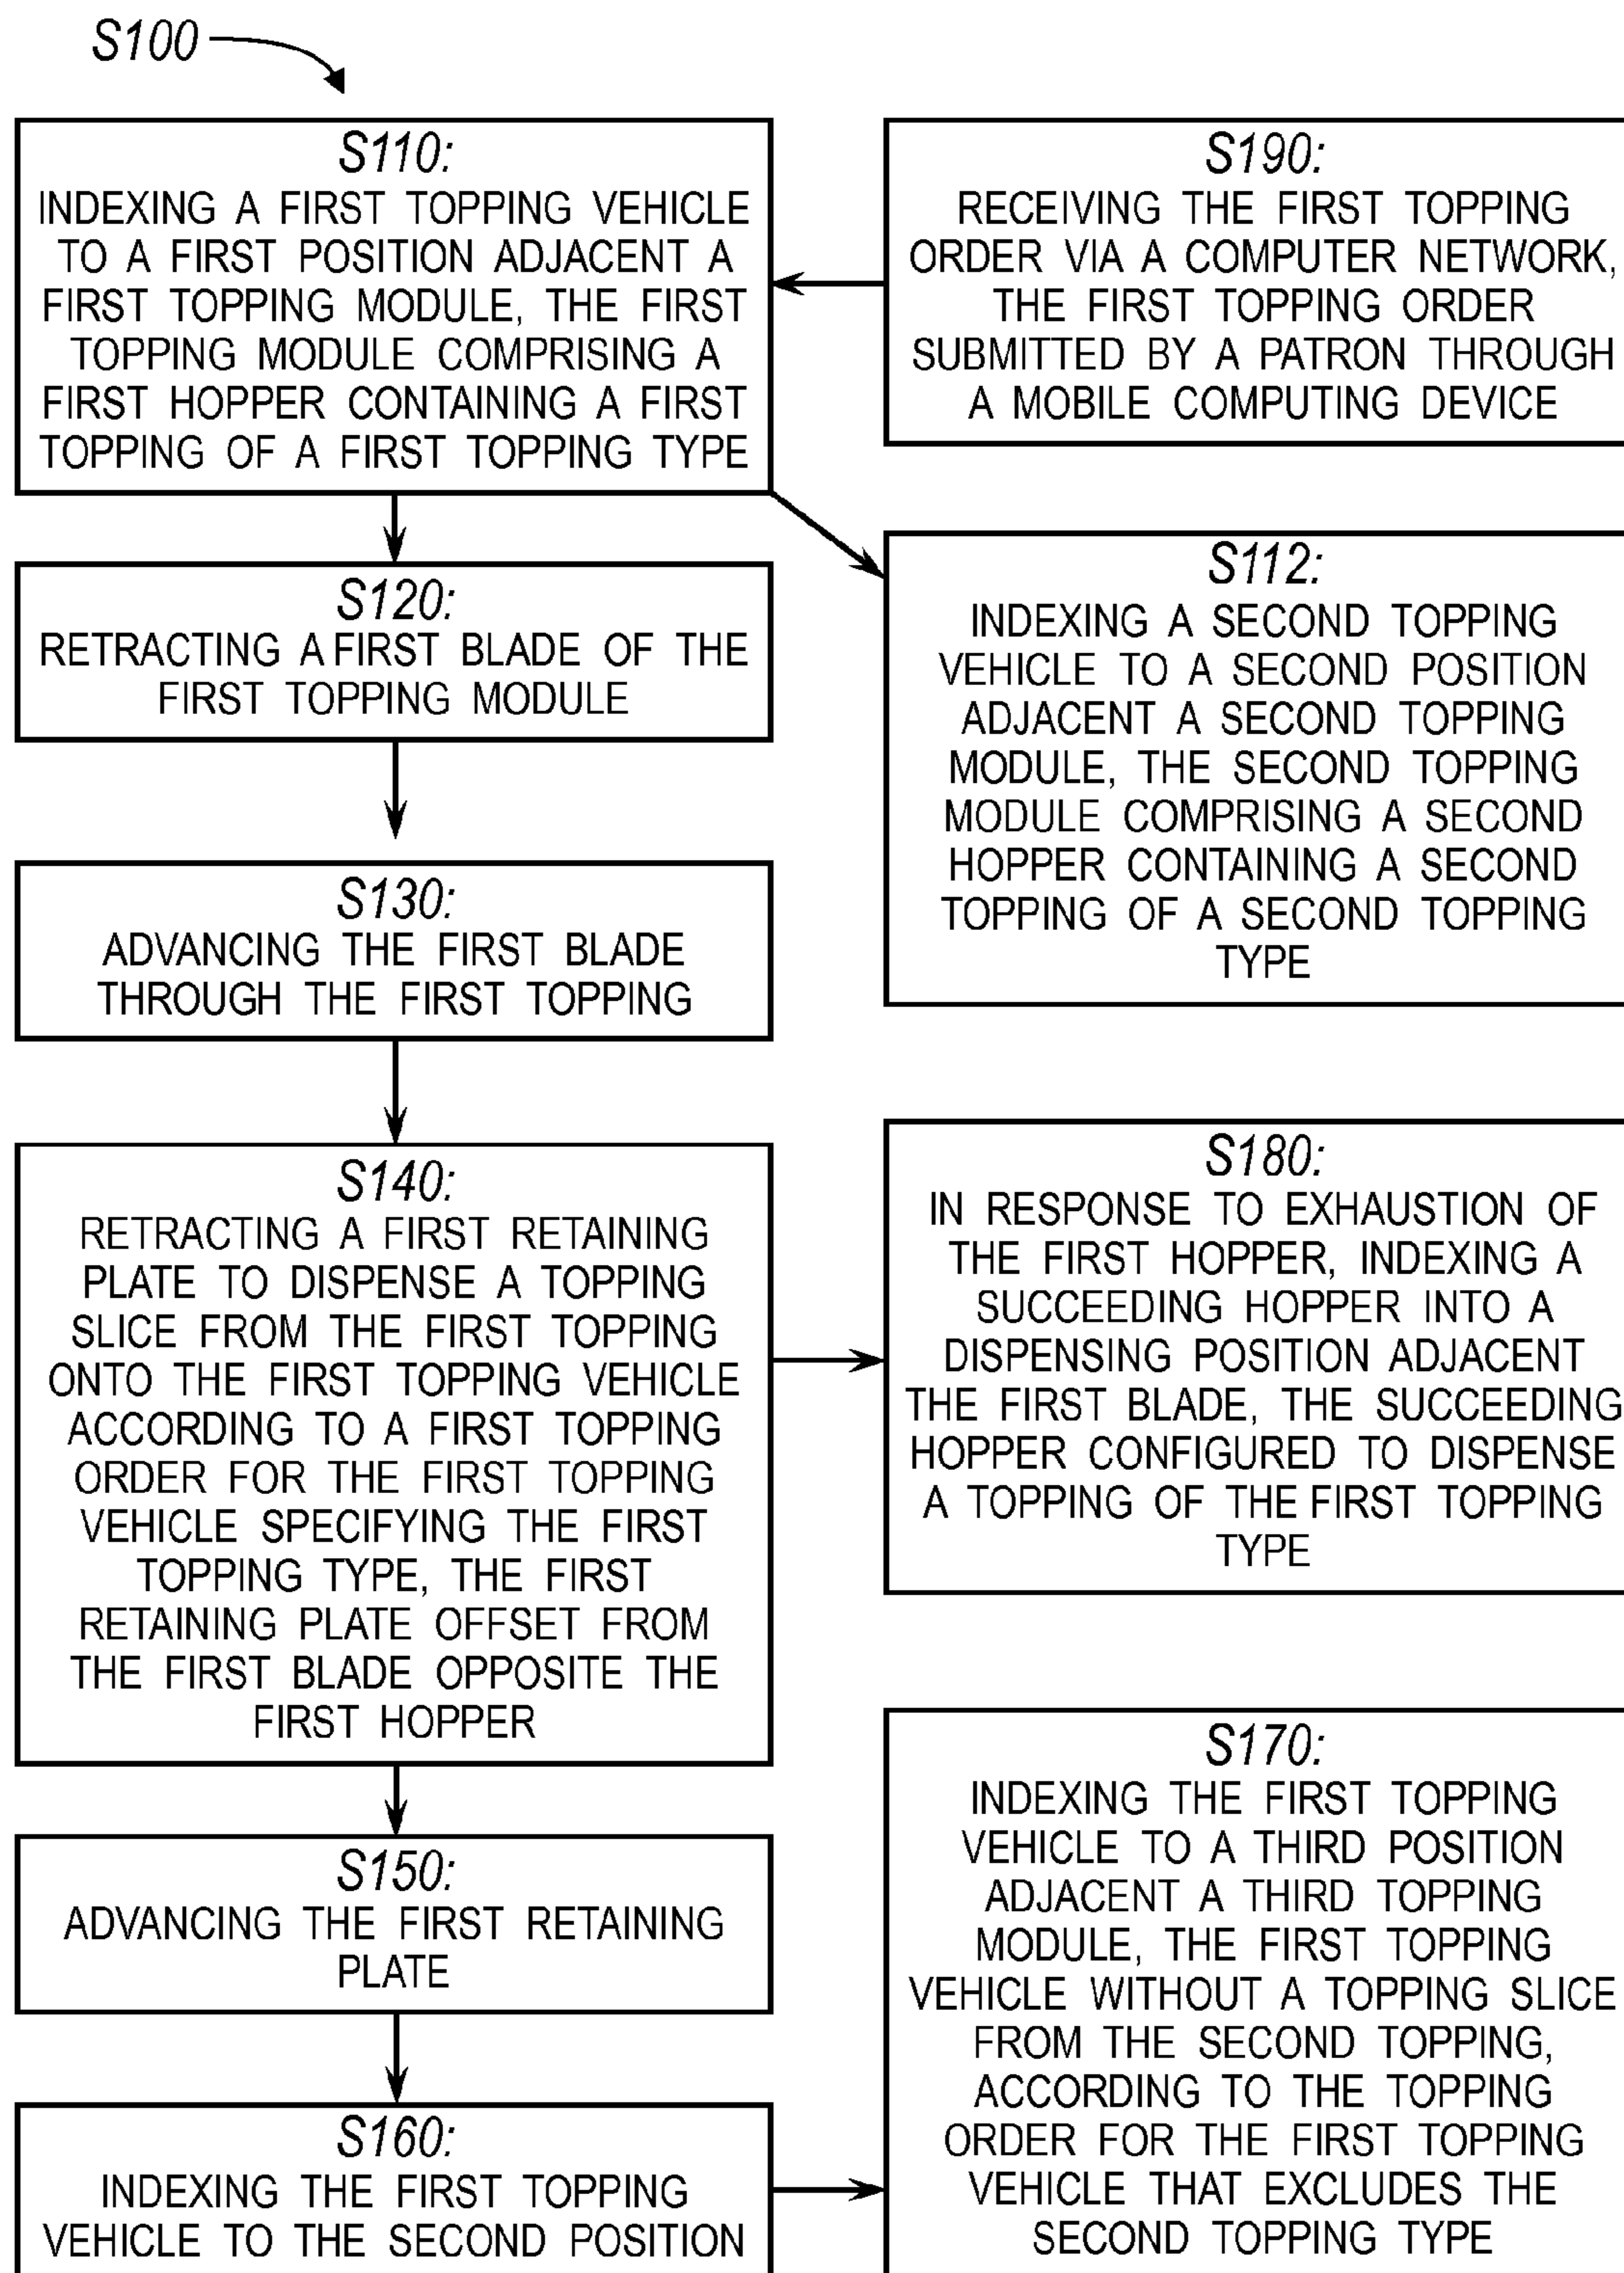 S100
S110:
INDEXING A FIRST TOPPING VEHICLE
TO A FIRST POSITION ADJACENT A
FIRST TOPPING MODULE, THE FIRST
TOPPING MODULE COMPRISING A
FIRST HOPPER CONTAINING A FIRST
TOPPING OF A FIRST TOPPING TYPE
S190:
RECEIVING THE FIRST TOPPING
ORDER VIA A COMPUTER NETWORK,
THE FIRST TOPPING ORDER
SUBMITTED BY A PATRON THROUGH
A MOBILE COMPUTING DEVICE
S120:
RETRACTING A FIRST BLADE OF THE
FIRST TOPPING MODULE
S112:
INDEXING A SECOND TOPPING
VEHICLE TO A SECOND POSITION
ADJACENT A SECOND TOPPING
MODULE, THE SECOND TOPPING
MODULE COMPRISING A SECOND
HOPPER CONTAINING A SECOND
TOPPING OF A SECOND TOPPING
TYPE
S130:
ADVANCING THE FIRST BLADE
THROUGH THE FIRST TOPPING
S140:
RETRACTING A FIRST RETAINING
PLATE TO DISPENSE A TOPPING
SLICE FROM THE FIRST TOPPING
ONTO THE FIRST TOPPING VEHICLE
ACCORDING TO A FIRST TOPPING
ORDER FOR THE FIRST TOPPING
VEHICLE SPECIFYING THE FIRST
TOPPING TYPE, THE FIRST
RETAINING PLATE OFFSET FROM
THE FIRST BLADE OPPOSITE THE
FIRST HOPPER
S180:
IN RESPONSE TO EXHAUSTION OF
THE FIRST HOPPER, INDEXING A
SUCCEEDING HOPPER INTO A
DISPENSING POSITION ADJACENT
THE FIRST BLADE, THE SUCCEEDING
HOPPER CONFIGURED TO DISPENSE
A TOPPING OF THE FIRST TOPPING
TYPE
S150:
ADVANCING THE FIRST RETAINING
PLATE
S160:
INDEXING THE FIRST TOPPING
VEHICLE TO THE SECOND POSITION
S170:
INDEXING THE FIRST TOPPING
VEHICLE TO A THIRD POSITION
ADJACENT A THIRD TOPPING
MODULE, THE FIRST TOPPING
VEHICLE WITHOUT A TOPPING SLICE
FROM THE SECOND TOPPING,
ACCORDING TO THE TOPPING
ORDER FOR THE FIRST TOPPING
VEHICLE THAT EXCLUDES THE
SECOND TOPPING TYPE